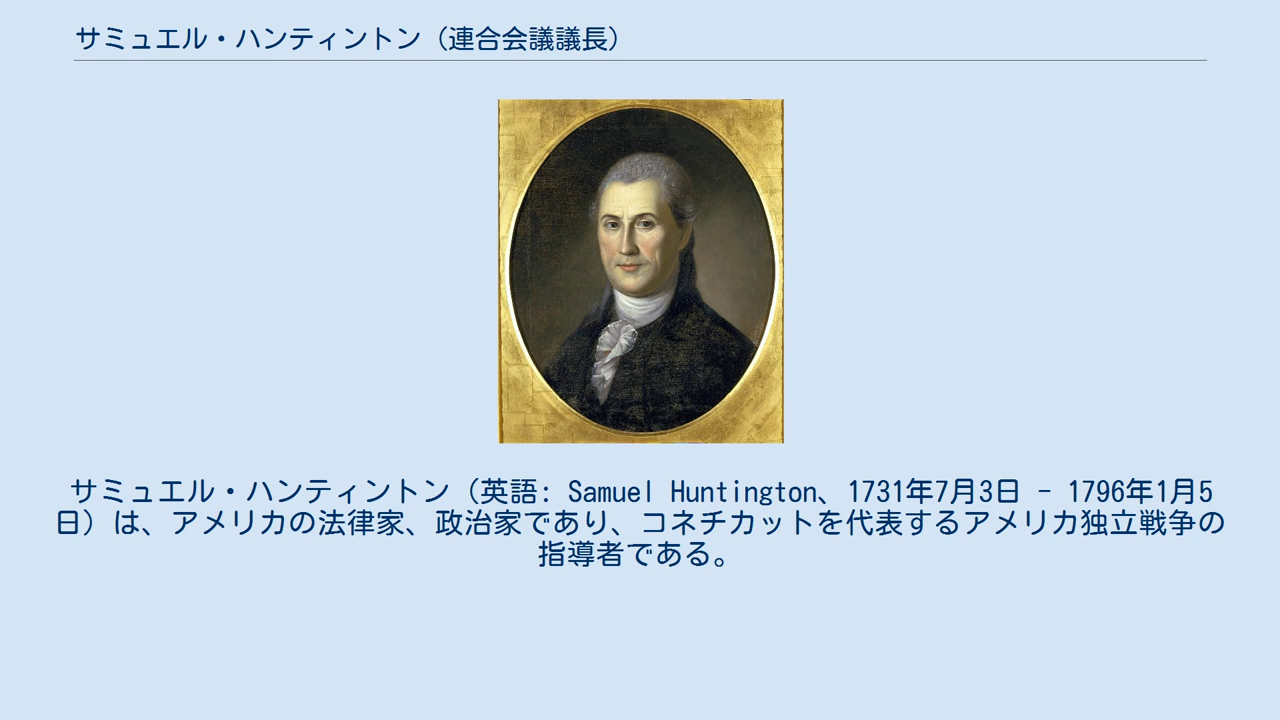 サミュエル・ハンティントン（連合会議議長）
サミュエル・ハンティントン（英語: Samuel Huntington、1731年7月3日 - 1796年1月5
日）は、アメリカの法律家、政治家であり、コネチカットを代表するアメリカ独立戦争の
指導者である。